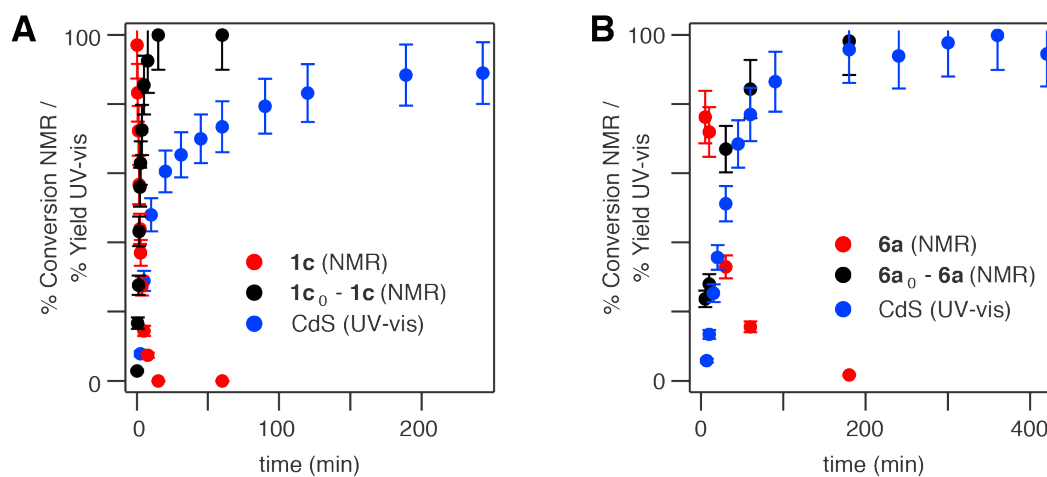 A
% Conversion NMR /
% Yield UV-vis
100
0
1c (NMR)
1c0 - 1c (NMR)
CdS (UV-vis)
0
100
200
time (min)
B
% Conversion NMR /
% Yield UV-vis
100
0
6a (NMR)
6a0 - 6a (NMR)
CdS (UV-vis)
0
200
400
time (min)